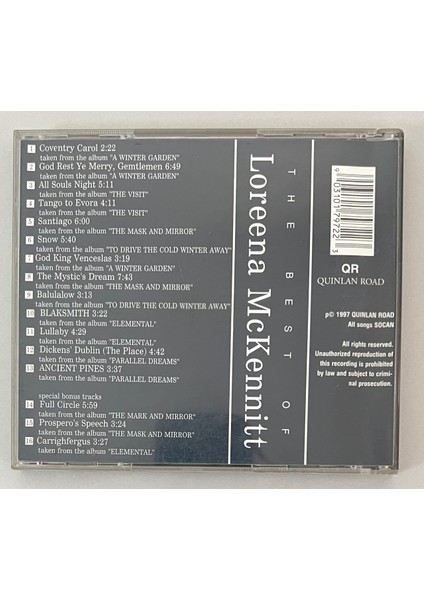 1 Coventry Carol 2:22
taken from the album "A WINTER GARDEN"
2 God Rest Ye Merry, Gemtlemen 6:49
taken from the album "A WINTER GARDEN"
3 All Souls Night 5:11
taken from the album "THE VISIT"
4 Tango to Evora 4:11
taken from the album "THE VISIT"
5 Santiago 6:00
taken from the album "THE MASK AND MIRROR"
6 Snow 5:40
taken from the album "TO DRIVE THE COLD WINTER AWAY"
7 God King Venceslas 3:19
taken from the album "A WINTER GARDEN"
8 The Mystic's Dream 7:43
taken from the album "THE MASK AND MIRROR"
9 Balulalow 3:13
taken from the album "TO DRIVE THE COLD WINTER AWAY"
10 BLAKSMITH 3:22
taken from the album "ELEMENTAL"
11 Lullaby 4:29
taken from the album "ELEMENTAL"
12 Dickens' Dublin (The Place) 4:42
taken from the album "PARALLEL DREAMS"
13 ANCIENT PINES 3:37
taken from the album "PARALLEL DREAMS"
special bonus tracks
14 Full Circle 5:59
taken from the album "THE MARK AND MIRROR"
15 Prospero's Speech 3:24
taken from the album "THE MASK AND MIRROR"
16 Carrighfergus 3:27
taken from the album "ELEMENTAL"
THE BEST OF
Loreena McKennitt
9 03101 79722 3
QR
QUINLAN ROAD
p© 1997 QUINLAN ROAD
All songs SOCAN
All rights reserved.
Unauthorized reproduction of
this recording is prohibited
by law and subject to crimi-
nal prosecution.